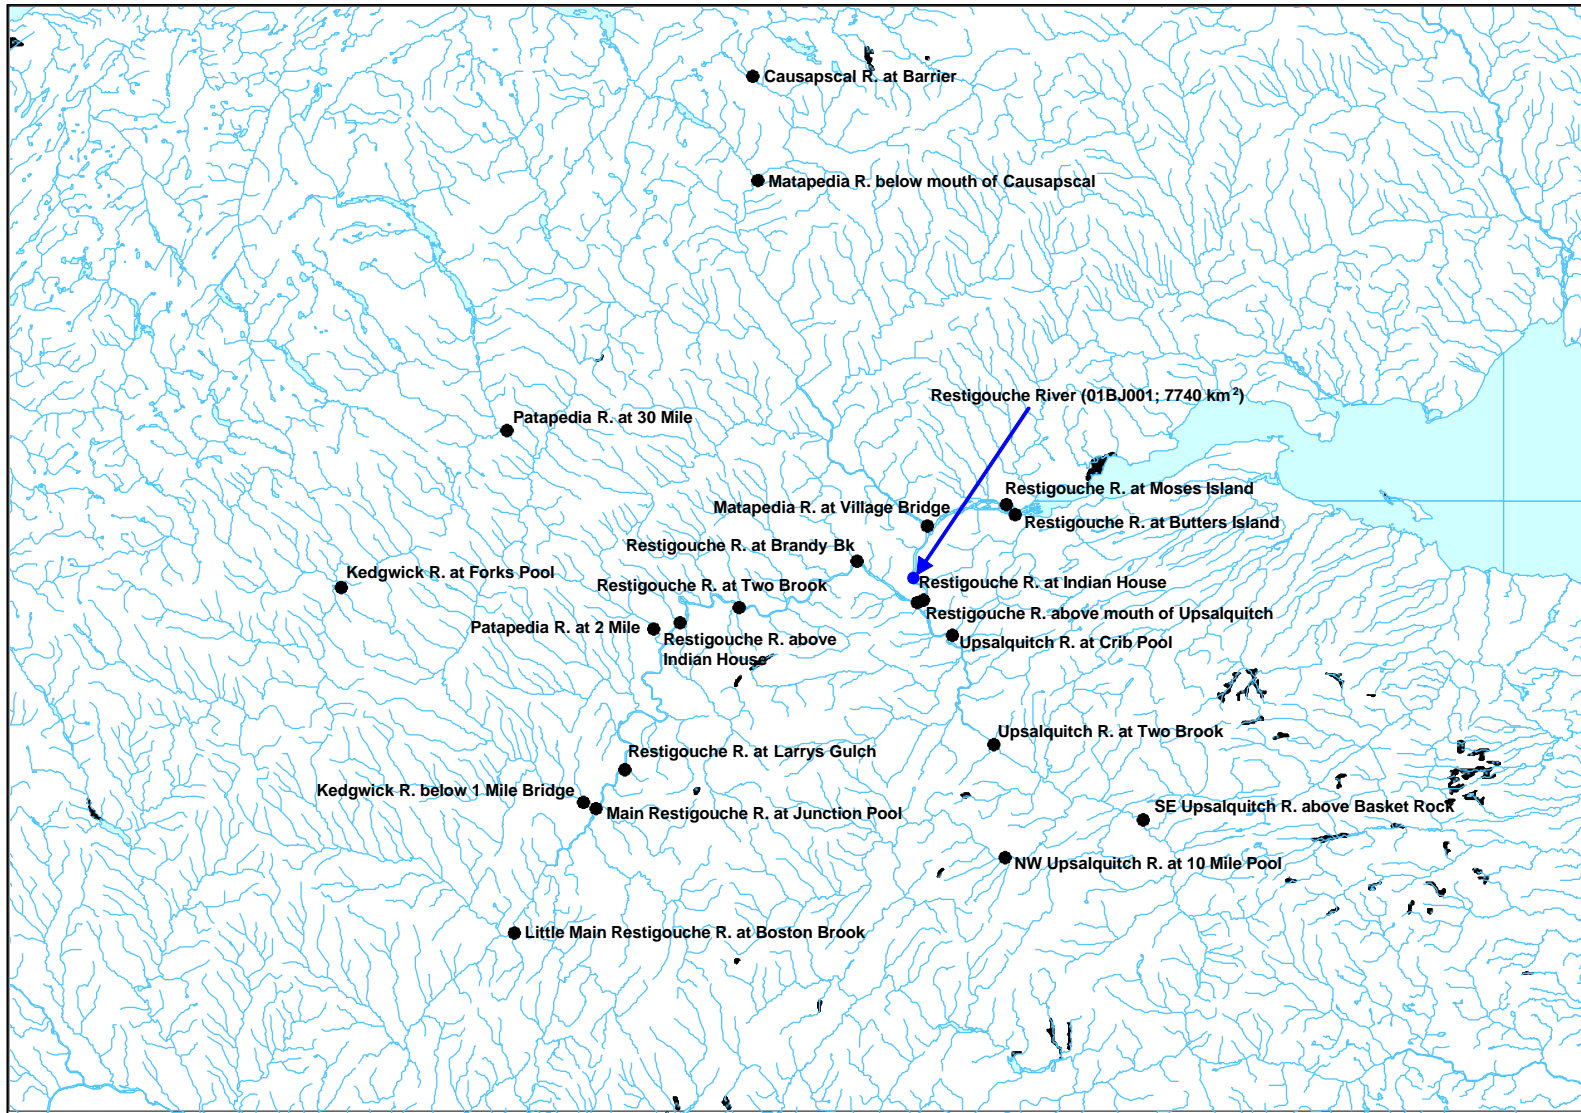 Causapscal R. at Barrier
Matapedia R. below mouth of Causapscal
Restigouche River (01BJ001; 7740 km²)
Patapedia R. at 30 Mile
Restigouche R. at Moses Island
Matapedia R. at Village Bridge
Restigouche R. at Butters Island
Restigouche R. at Brandy Bk
Kedgwick R. at Forks Pool
Restigouche R. at Two Brook
Restigouche R. at Indian House
Restigouche R. above mouth of Upsalquitch
Patapedia R. at 2 Mile
Restigouche R. above
Indian House
Upsalquitch R. at Crib Pool
Upsalquitch R. at Two Brook
Restigouche R. at Larrys Gulch
Kedgwick R. below 1 Mile Bridge
Main Restigouche R. at Junction Pool
SE Upsalquitch R. above Basket Rock
NW Upsalquitch R. at 10 Mile Pool
Little Main Restigouche R. at Boston Brook